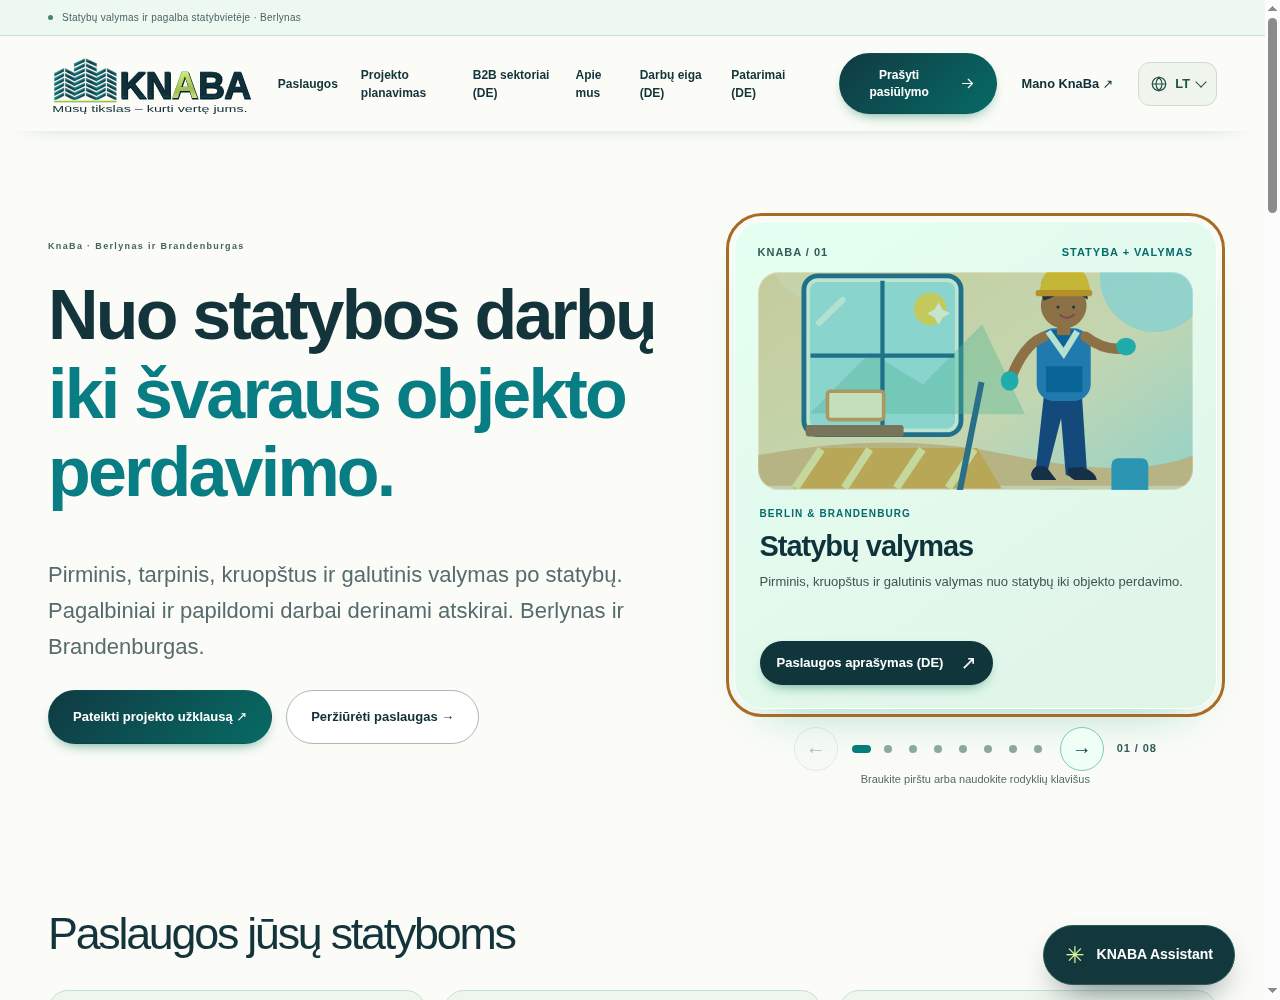 Statybų valymas ir pagalba statybvietėje · Berlynas
KNABA
Mūsų tikslas – kurti vertę jums.
Paslaugos
Projekto
planavimas
B2B sektoriai
(DE)
Apie
mus
Darbų eiga
(DE)
Patarimai
(DE)
Prašyti
pasiūlymo →
Mano KnaBa ↗
LT
KnaBa · Berlynas ir Brandenburgas
Nuo statybos darbų
iki švaraus objekto
perdavimo.
Pirminis, tarpinis, kruopštus ir galutinis valymas po statybų.
Pagalbiniai ir papildomi darbai derinami atskirai. Berlynas ir
Brandenburgas.
Pateikti projekto užklausą ↗
Peržiūrėti paslaugas →
KNABA / 01
STATYBA + VALYMAS
BERLIN & BRANDENBURG
Statybų valymas
Pirminis, kruopštus ir galutinis valymas nuo statybų iki objekto perdavimo.
Paslaugos aprašymas (DE) ↗
← → 01 / 08
Braukite pirštu arba naudokite rodyklių klavišus
Paslaugos jūsų statyboms
KNABA Assistant